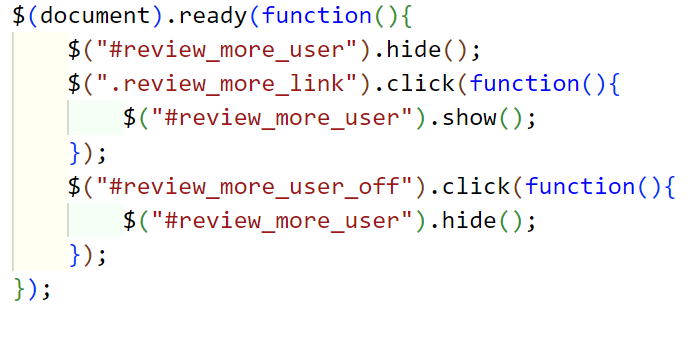 $(document).ready(function(){
    $("#review_more_user").hide();
    $(".review_more_link").click(function(){
        $("#review_more_user").show();
    });
    $("#review_more_user_off").click(function(){
        $("#review_more_user").hide();
    });
});